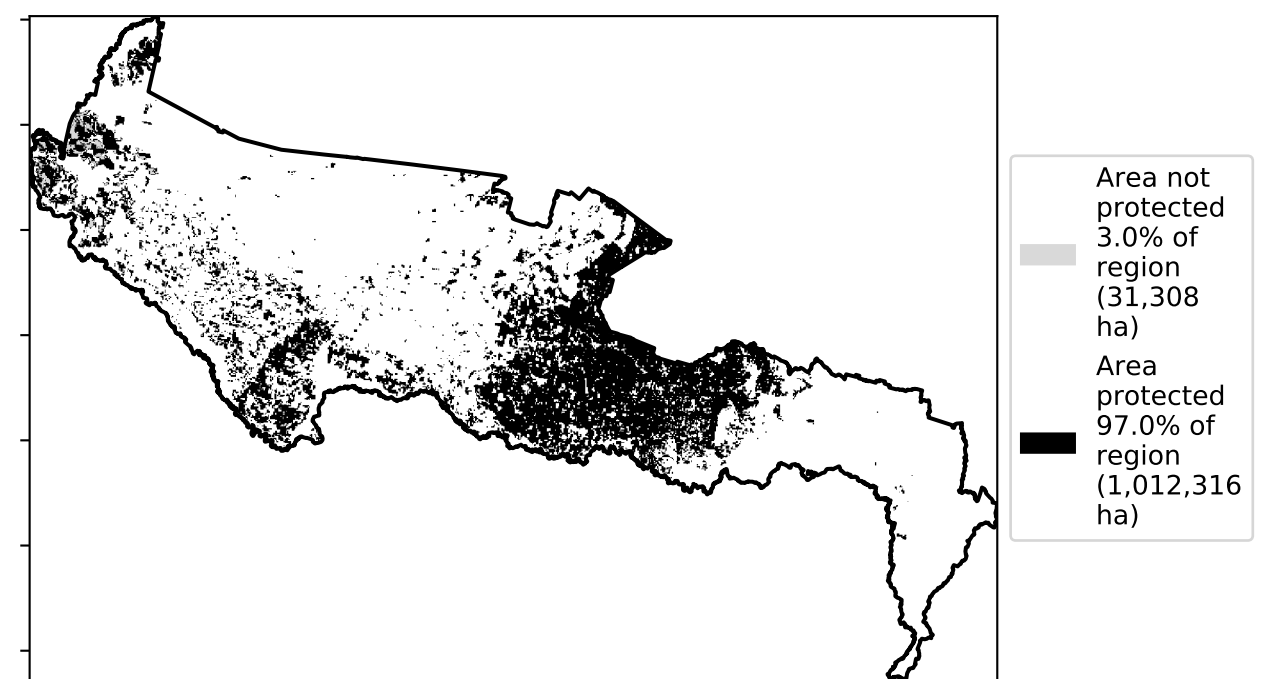 Area not
protected
3.0% of
region
(31,308
ha)
Area
protected
97.0% of
region
(1,012,316
ha)